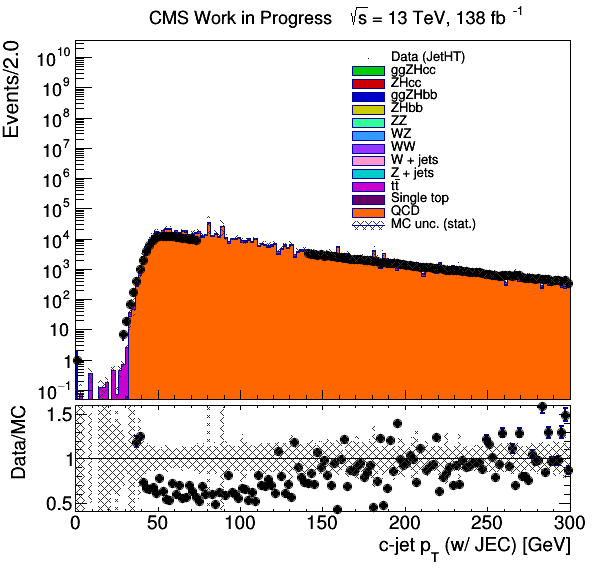 CMS Work in Progress √s = 13 TeV, 138 fb⁻¹
Events/2.0
10¹⁰
10⁹
10⁸
10⁷
10⁶
10⁵
10⁴
10³
10²
10
1
10⁻¹
Data (JetHT)
ggZHcc
ZHcc
ggZHbb
ZHbb
ZZ
WZ
WW
W + jets
Z + jets
tt̄
Single top
QCD
MC unc. (stat.)
Data/MC
1.5
1
0.5
0 50 100 150 200 250 300
c-jet p_T (w/ JEC) [GeV]